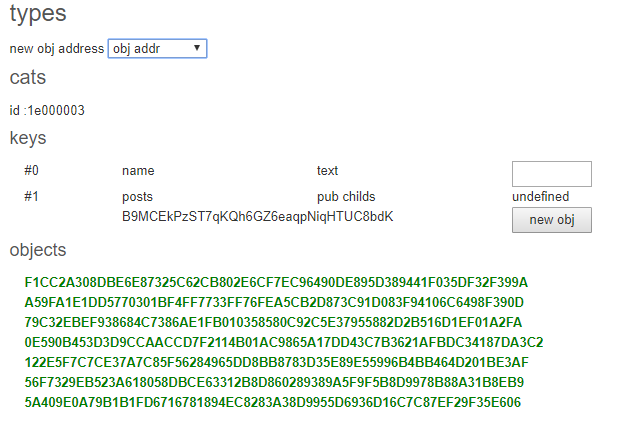 types
new obj address obj addr
cats
id :1e000003
keys
#0 name text
#1 posts pub childs undefined
B9MCEkPzST7qKQh6GZ6eaqpNiqHTUC8bdK new obj
objects
F1CC2A308DBE6E87325C62CB802E6CF7EC96490DE895D389441F035DF32F399A
A59FA1E1DD5770301BF4FF7733FF76FEA5CB2D873C91D083F94106C6498F390D
79C32EBEF938684C7386AE1FB010358580C92C5E37955882D2B516D1EF01A2FA
0E590B453D3D9CCAACCD7F2114B01AC9865A17DD43C7B3621AFBDC34187DA3C2
122E5F7C7CE37A7C85F56284965DD8BB8783D35E89E55996B4BB464D201BE3AF
56F7329EB523A618058DBCE63312B8D860289389A5F9F5B8D9978B88A31B8EB9
5A409E0A79B1B1FD6716781894EC8283A38D9955D6936D16C7C87EF29F35E606